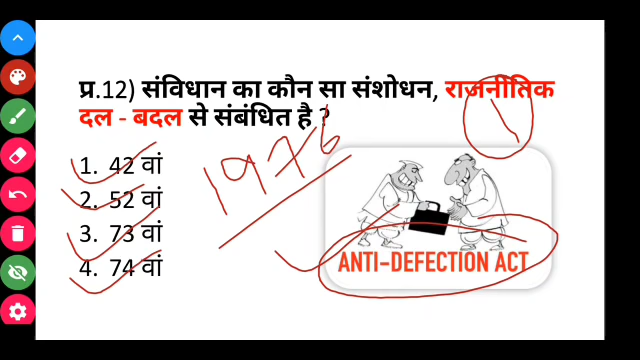 प्र.12) संविधान का कौन सा संशोधन, राजनीतिक
दल - बदल से संबंधित है ?
1. 42 वां
2. 52 वां
3. 73 वां
4. 74 वां
1976
ANTI-DEFECTION ACT